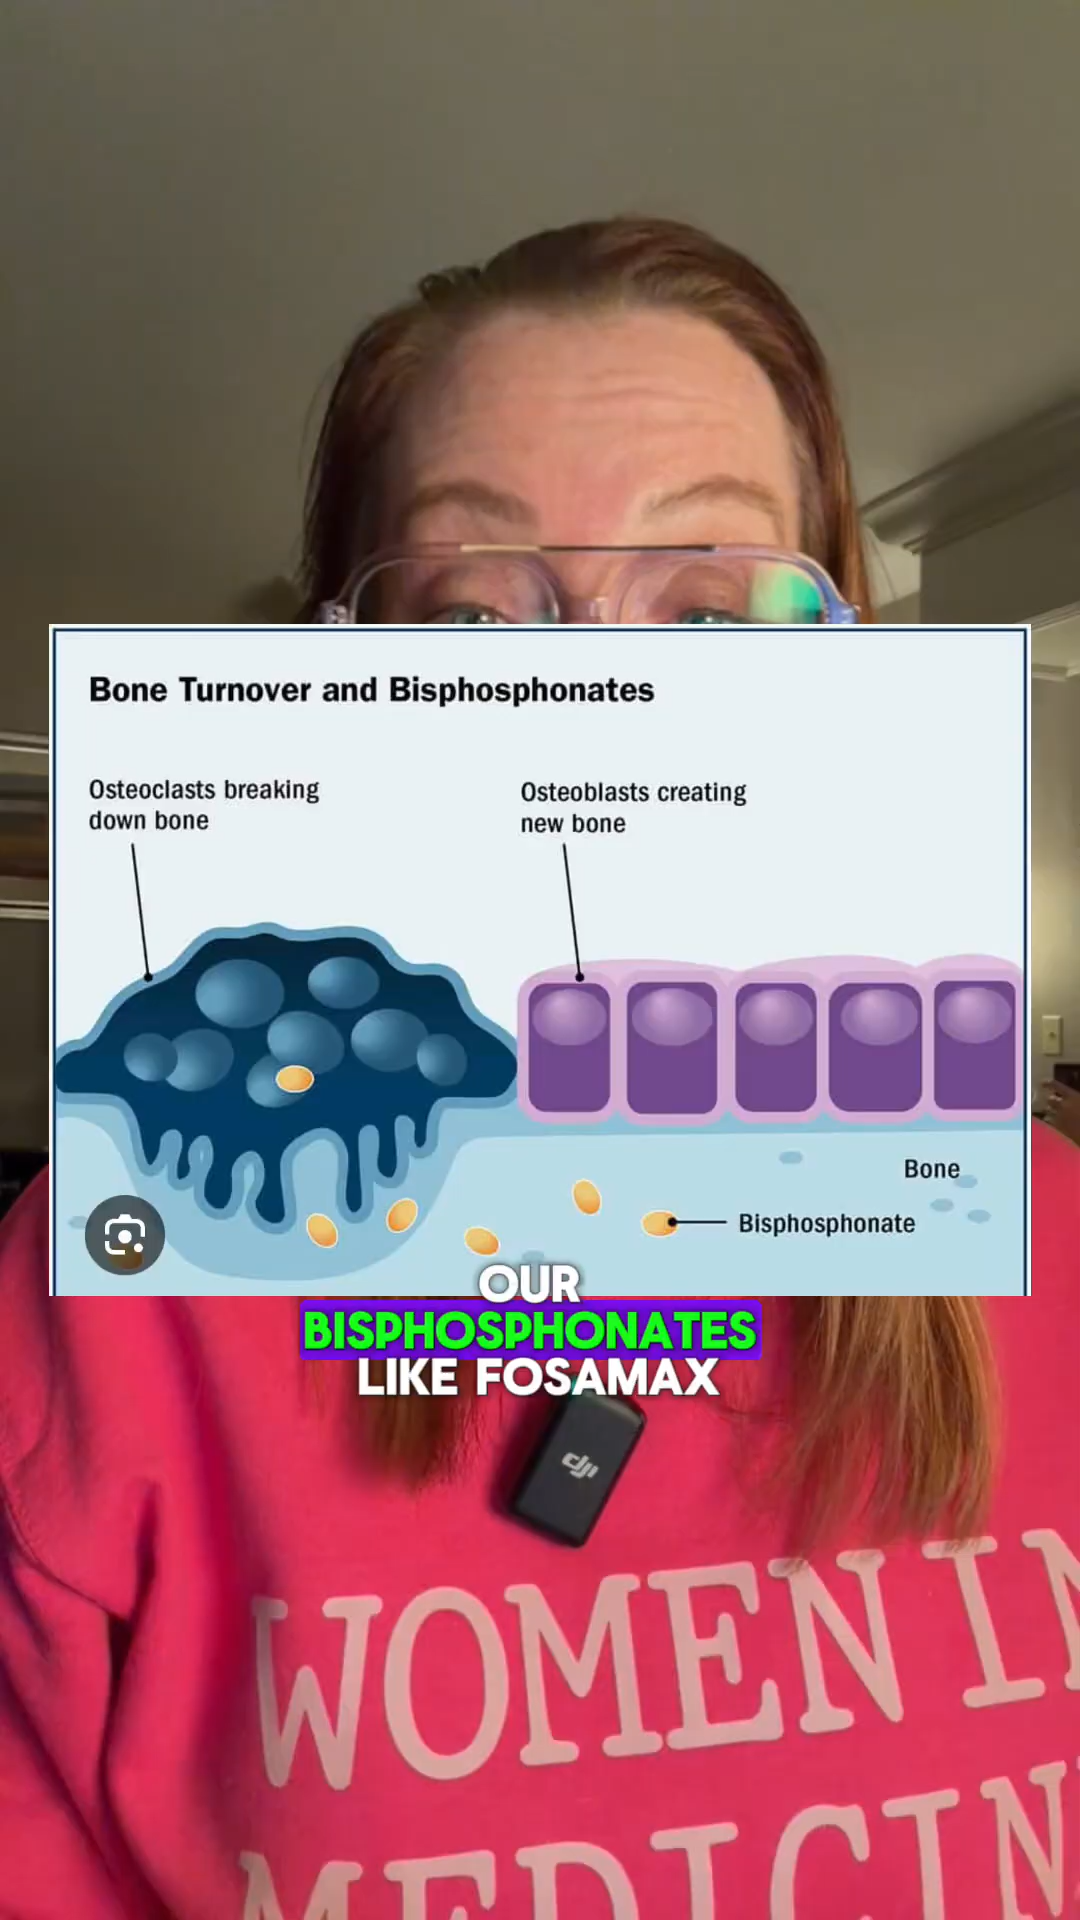 Bone Turnover and Bisphosphonates
Osteoclasts breaking
down bone
Osteoblasts creating
new bone
Bone
Bisphosphonate
OUR
BISPHOSPHONATES
LIKE FOSAMAX
dji
WOMEN IN
MEDICIN